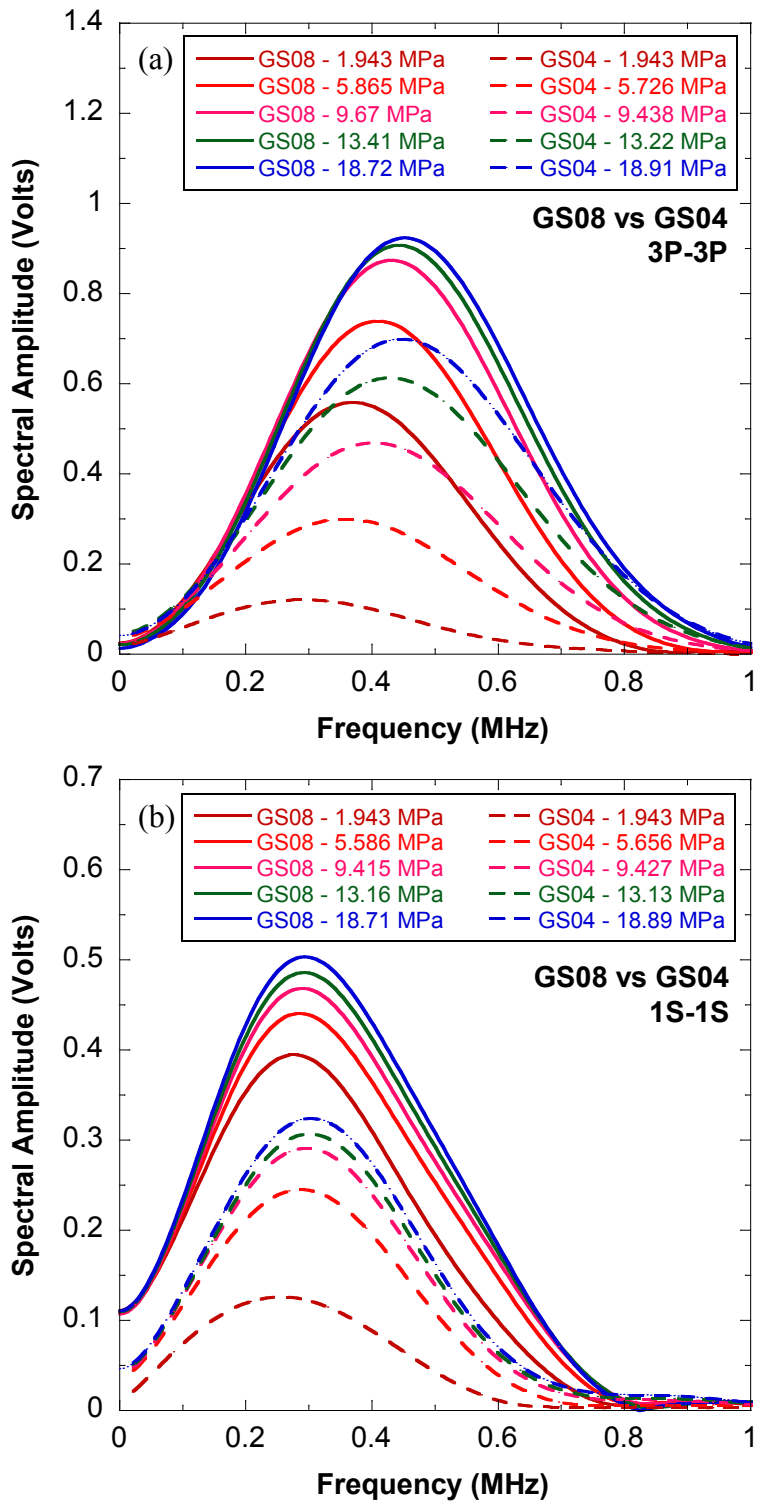 1.4
(a)
GS08 - 1.943 MPa
GS04 - 1.943 MPa
GS08 - 5.865 MPa
GS04 - 5.726 MPa
GS08 - 9.67 MPa
GS04 - 9.438 MPa
GS08 - 13.41 MPa
GS04 - 13.22 MPa
GS08 - 18.72 MPa
GS04 - 18.91 MPa
1.2
1
0.8
0.6
0.4
0.2
0
GS08 vs GS04
3P-3P
Spectral Amplitude (Volts)
0 0.2 0.4 0.6 0.8 1
Frequency (MHz)
0.7
(b)
GS08 - 1.943 MPa
GS04 - 1.943 MPa
GS08 - 5.586 MPa
GS04 - 5.656 MPa
GS08 - 9.415 MPa
GS04 - 9.427 MPa
GS08 - 13.16 MPa
GS04 - 13.13 MPa
GS08 - 18.71 MPa
GS04 - 18.89 MPa
0.6
0.5
0.4
0.3
0.2
0.1
0
GS08 vs GS04
1S-1S
Spectral Amplitude (Volts)
0 0.2 0.4 0.6 0.8 1
Frequency (MHz)